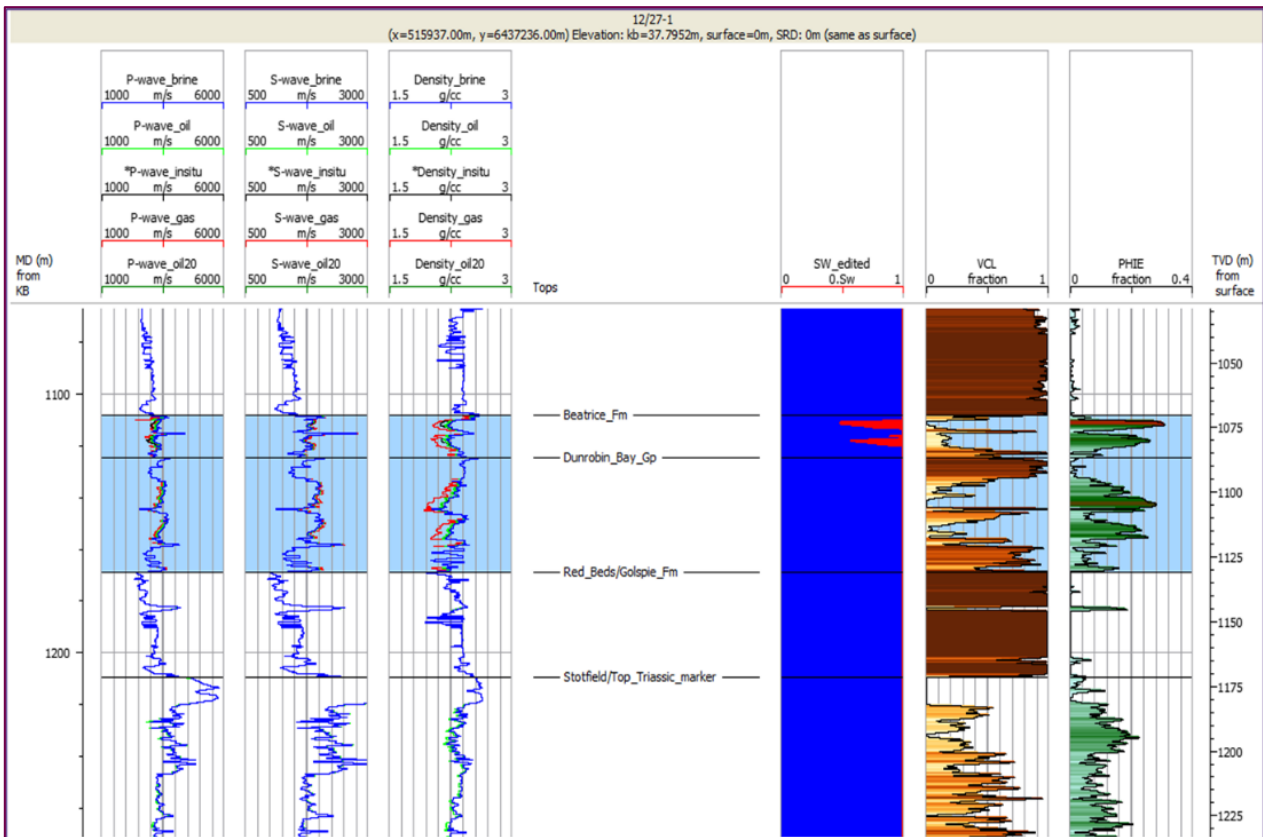 12/27-1
(x=515937.00m, y=6437236.00m) Elevation: kb=37.7952m, surface=0m, SRD: 0m (same as surface)
P-wave_brine
1000 m/s 6000
P-wave_oil
1000 m/s 6000
*P-wave_insitu
1000 m/s 6000
P-wave_gas
1000 m/s 6000
P-wave_oil20
1000 m/s 6000
S-wave_brine
500 m/s 3000
S-wave_oil
500 m/s 3000
*S-wave_insitu
500 m/s 3000
S-wave_gas
500 m/s 3000
S-wave_oil20
500 m/s 3000
Density_brine
1.5 g/cc 3
Density_oil
1.5 g/cc 3
*Density_insitu
1.5 g/cc 3
Density_gas
1.5 g/cc 3
Density_oil20
1.5 g/cc 3
MD (m)
from
KB
Tops
SW_edited
0 0.5w 1
VCL
0 fraction 1
PHIE
0 fraction 0.4
TVD (m)
from
surface
1100
1200
Beatrice_Fm
Dunrobin_Bay_Gp
Red_Beds/Golspie_Fm
Stotfield/Top_Triassic_marker
1050
1075
1100
1125
1150
1175
1200
1225